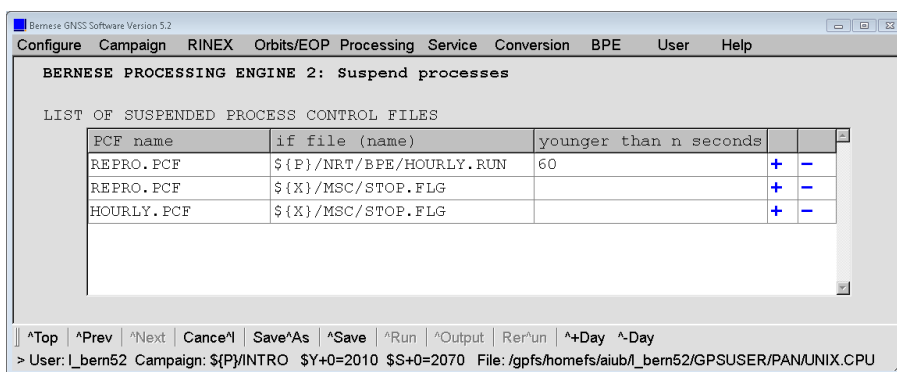 Bernese GNSS Software Version 5.2
Configure Campaign RINEX Orbits/EOP Processing Service Conversion BPE User Help
BERNESE PROCESSING ENGINE 2: Suspend processes
LIST OF SUSPENDED PROCESS CONTROL FILES
PCF name if file (name) younger than n seconds
REPRO.PCF ${P}/NRT/BPE/HOURLY.RUN 60 + −
REPRO.PCF ${X}/MSC/STOP.FLG + −
HOURLY.PCF ${X}/MSC/STOP.FLG + −
^Top | ^Prev | ^Next | Cance^l | Save^As | ^Save | ^Run | ^Output | Rer^un | ^+Day ^-Day
> User: l_bern52 Campaign: ${P}/INTRO $Y+0=2010 $S+0=2070 File: /gpfs/homefs/aiub/l_bern52/GPSUSER/PAN/UNIX.CPU